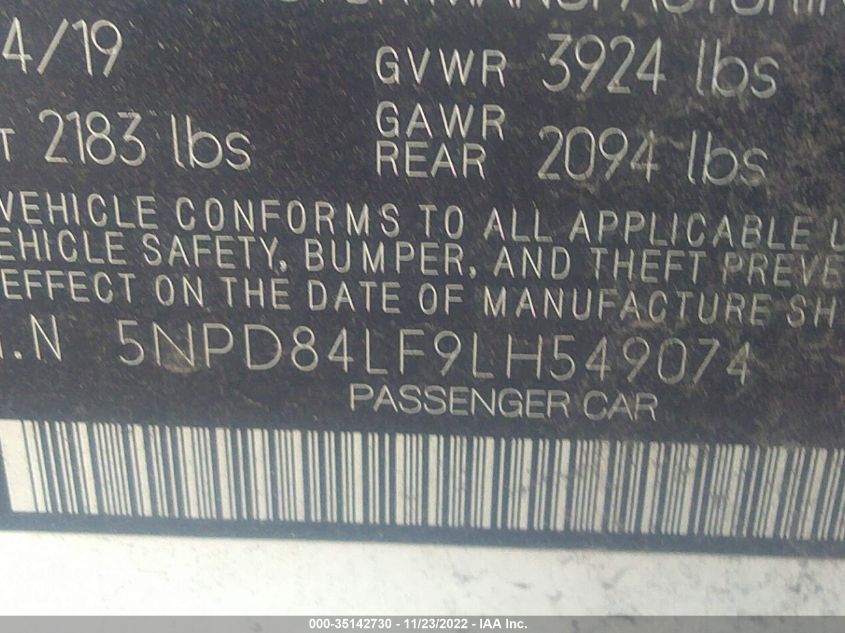 4/19 GVWR 3924 lbs
T 2183 lbs GAWR REAR 2094 lbs
VEHICLE CONFORMS TO ALL APPLICABLE U
EHICLE SAFETY, BUMPER, AND THEFT PREVE
EFFECT ON THE DATE OF MANUFACTURE SH
I.N 5NPD84LF9LH549074
PASSENGER CAR
000-35142730 - 11/23/2022 - IAA Inc.